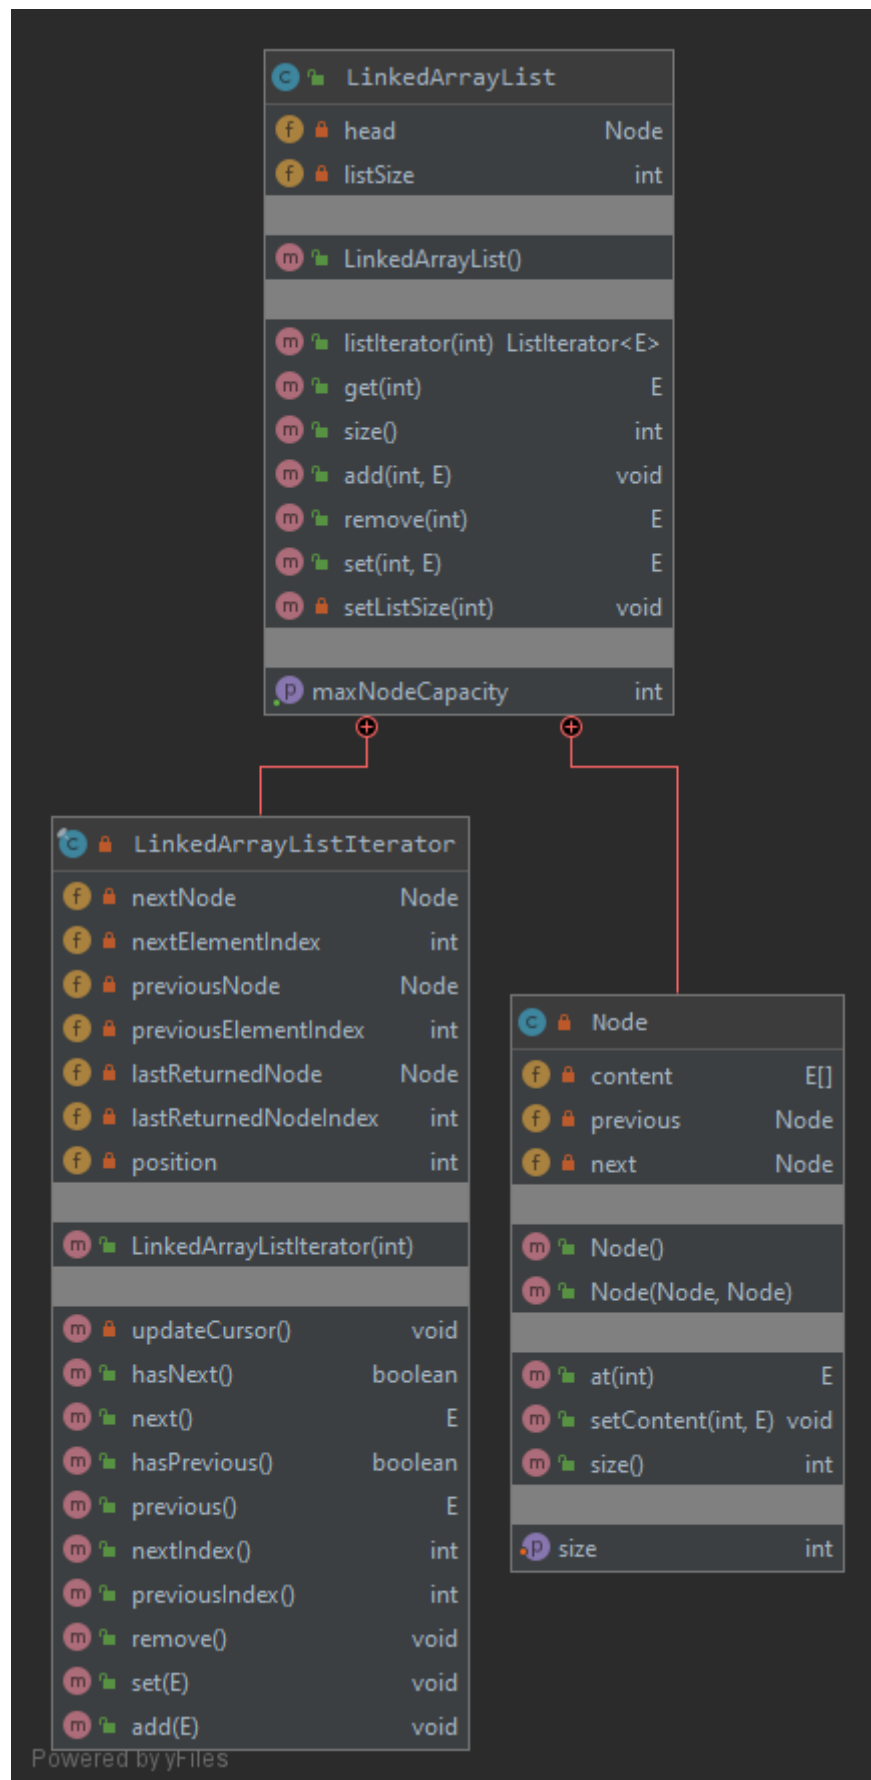 LinkedArrayList
head Node
listSize int
LinkedArrayList()
listIterator(int) ListIterator<E>
get(int) E
size() int
add(int, E) void
remove(int) E
set(int, E) E
setListSize(int) void
maxNodeCapacity int
LinkedArrayListIterator
nextNode Node
nextElementIndex int
previousNode Node
previousElementIndex int
lastReturnedNode Node
lastReturnedNodeIndex int
position int
LinkedArrayListIterator(int)
updateCursor() void
hasNext() boolean
next() E
hasPrevious() boolean
previous() E
nextIndex() int
previousIndex() int
remove() void
set(E) void
add(E) void
Node
content E[]
previous Node
next Node
Node()
Node(Node, Node)
at(int) E
setContent(int, E) void
size() int
size int
Powered by yFiles